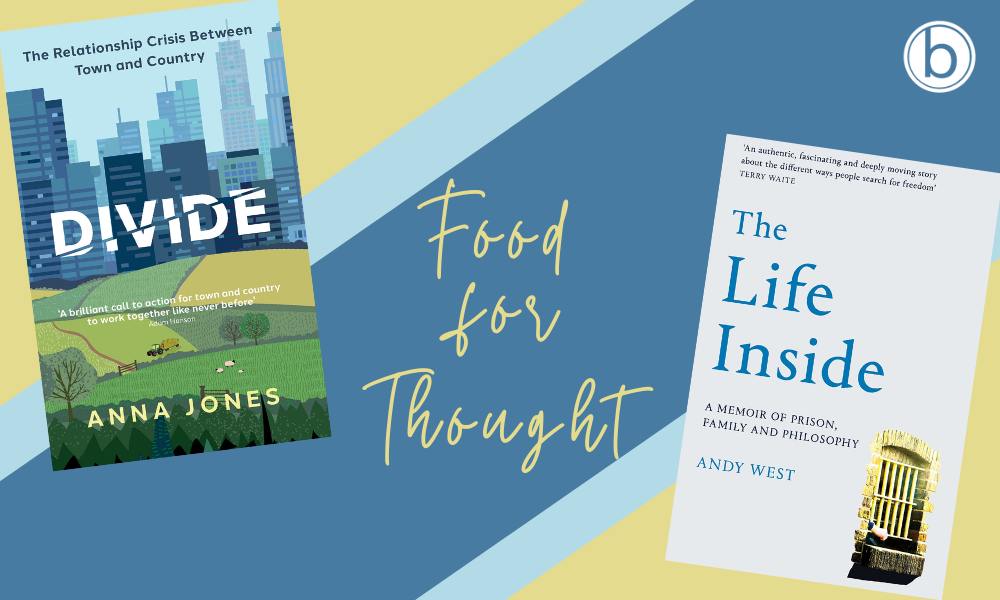 The Relationship Crisis Between
Town and Country
DIVIDE
'A brilliant call to action for town and country
to work together like never before'
Adam Henson
ANNA JONES
Food
for
Thought
b
'An authentic, fascinating and deeply moving story
about the different ways people search for freedom'
TERRY WAITE
The
Life
Inside
A MEMOIR OF PRISON,
FAMILY AND PHILOSOPHY
ANDY WEST